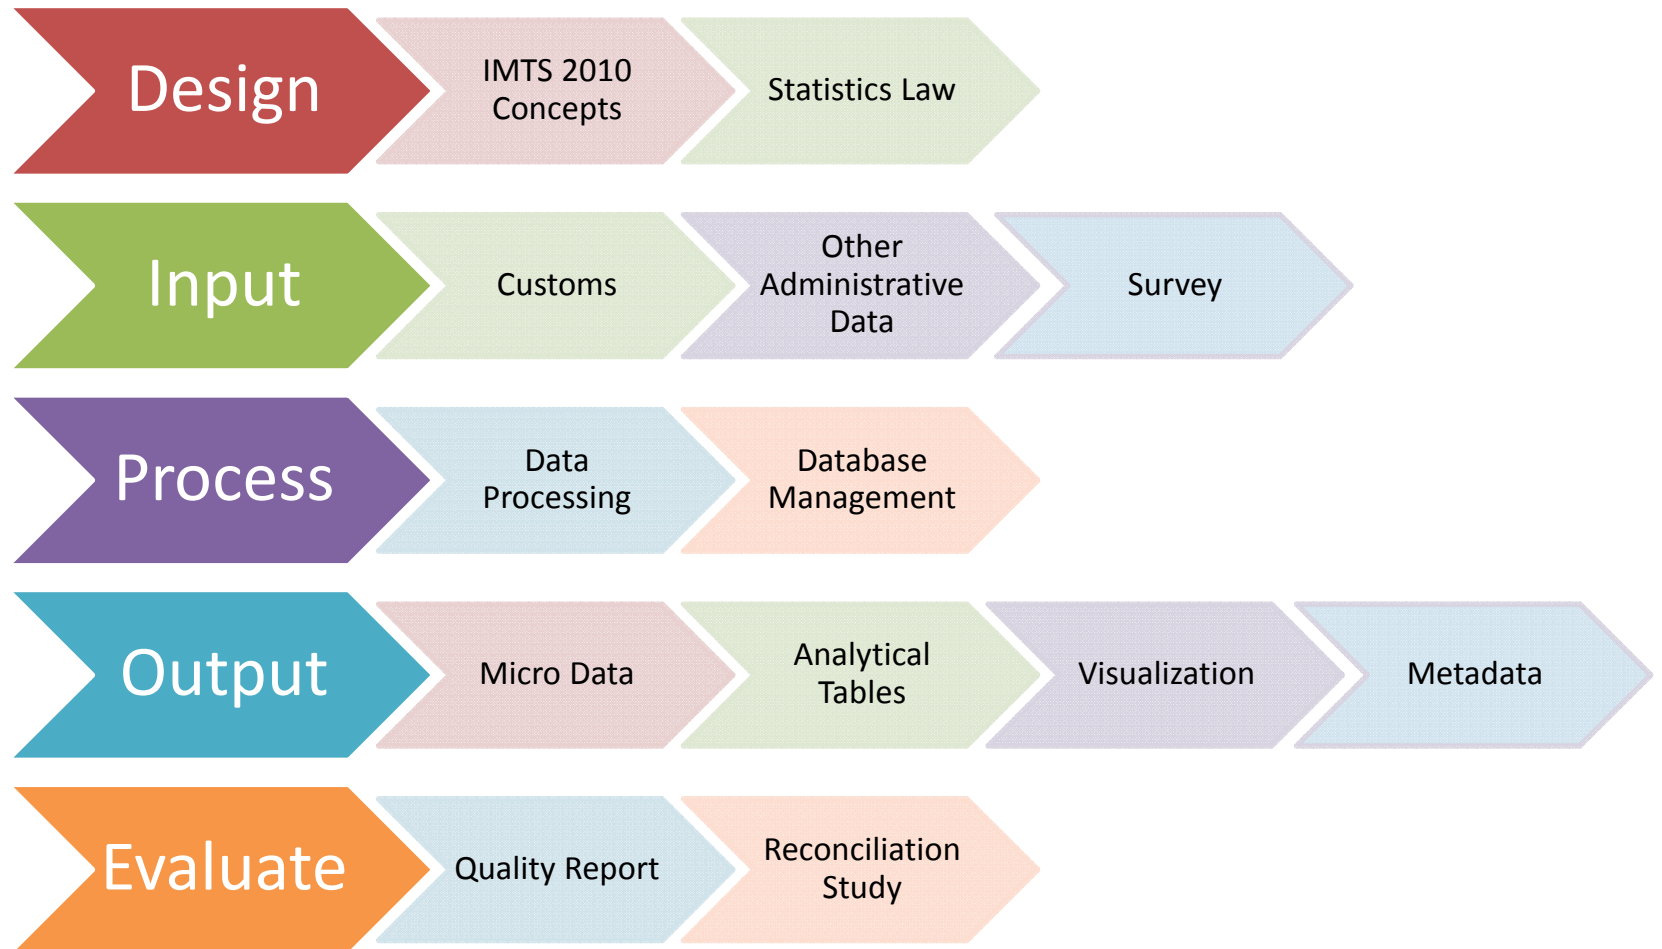 Design
IMTS 2010
Concepts
Statistics Law
Input
Customs
Other
Administrative
Data
Survey
Process
Data
Processing
Database
Management
Output
Micro Data
Analytical
Tables
Visualization
Metadata
Evaluate
Quality Report
Reconciliation
Study